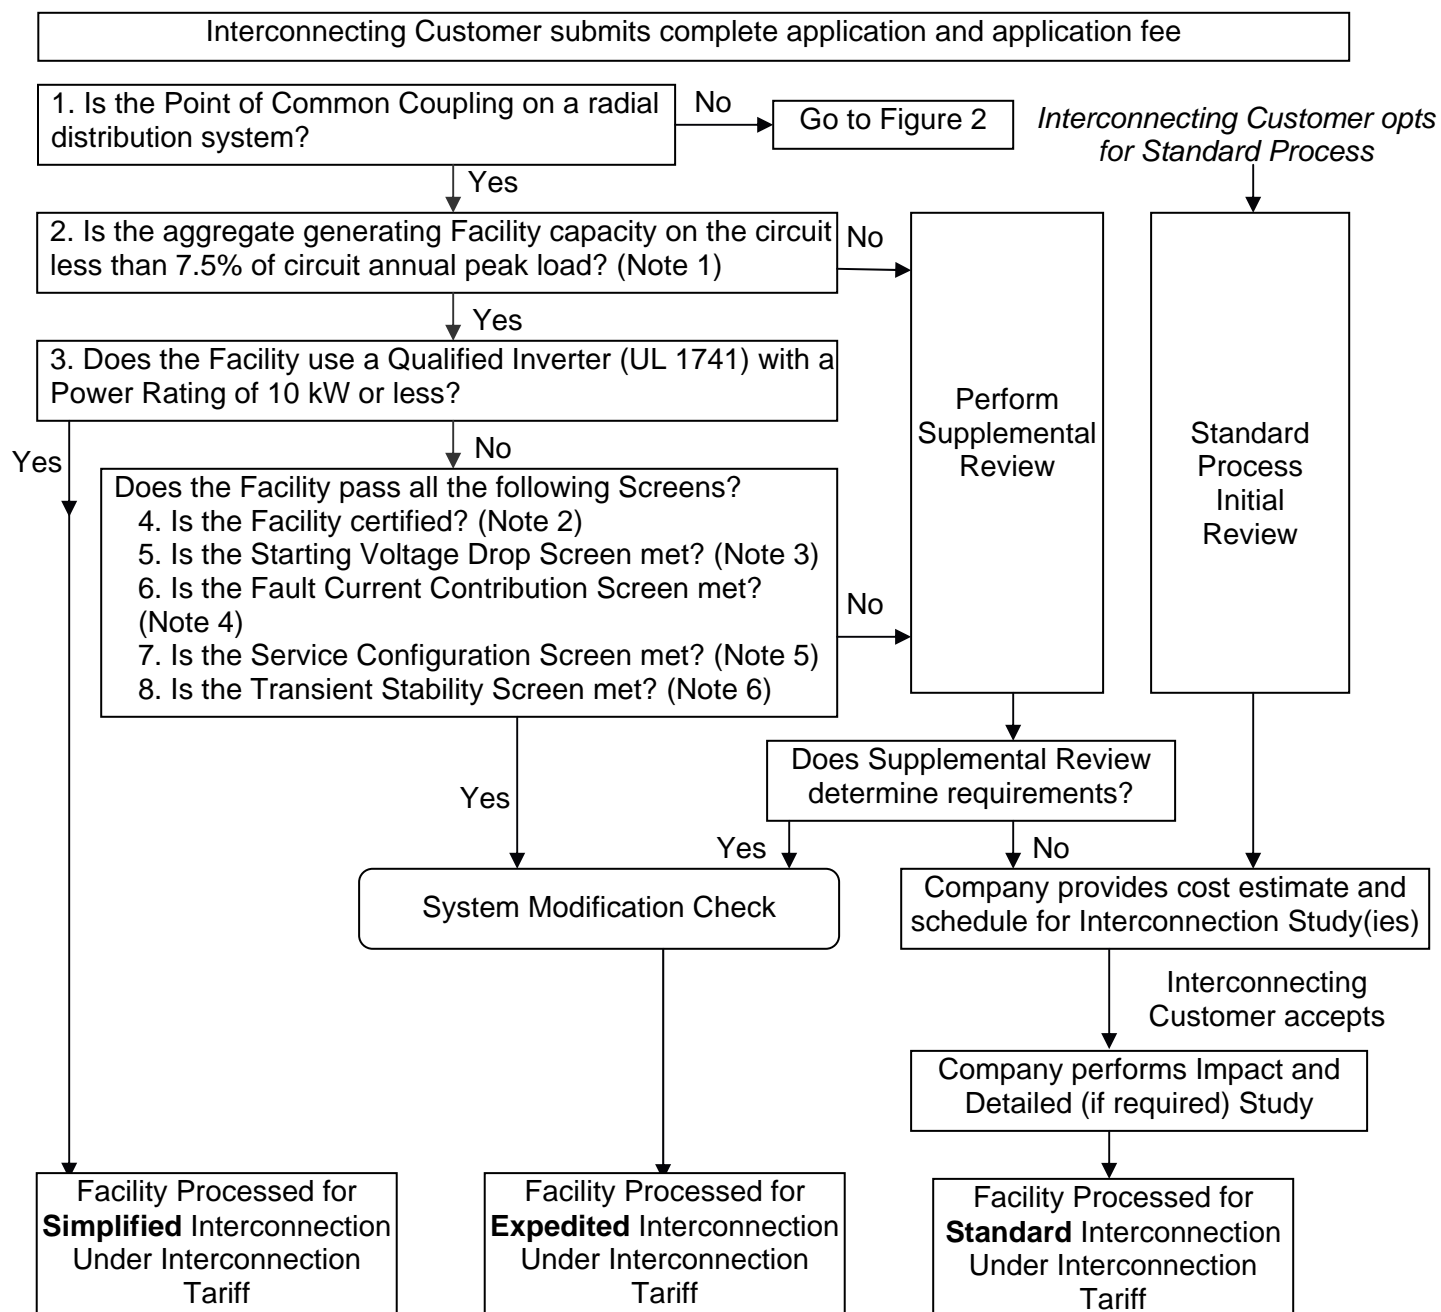 Interconnecting Customer submits complete application and application fee
1. Is the Point of Common Coupling on a radial
distribution system?
No
Go to Figure 2
Interconnecting Customer opts
for Standard Process
Yes
2. Is the aggregate generating Facility capacity on the circuit
less than 7.5% of circuit annual peak load? (Note 1)
No
Yes
3. Does the Facility use a Qualified Inverter (UL 1741) with a
Power Rating of 10 kW or less?
Yes
No
Perform
Supplemental
Review
Standard
Process
Initial
Review
Does the Facility pass all the following Screens?
4. Is the Facility certified? (Note 2)
5. Is the Starting Voltage Drop Screen met? (Note 3)
6. Is the Fault Current Contribution Screen met?
(Note 4)
7. Is the Service Configuration Screen met? (Note 5)
8. Is the Transient Stability Screen met? (Note 6)
No
Yes
Does Supplemental Review
determine requirements?
Yes
No
System Modification Check
Company provides cost estimate and
schedule for Interconnection Study(ies)
Interconnecting
Customer accepts
Company performs Impact and
Detailed (if required) Study
Facility Processed for
Simplified Interconnection
Under Interconnection
Tariff
Facility Processed for
Expedited Interconnection
Under Interconnection
Tariff
Facility Processed for
Standard Interconnection
Under Interconnection
Tariff